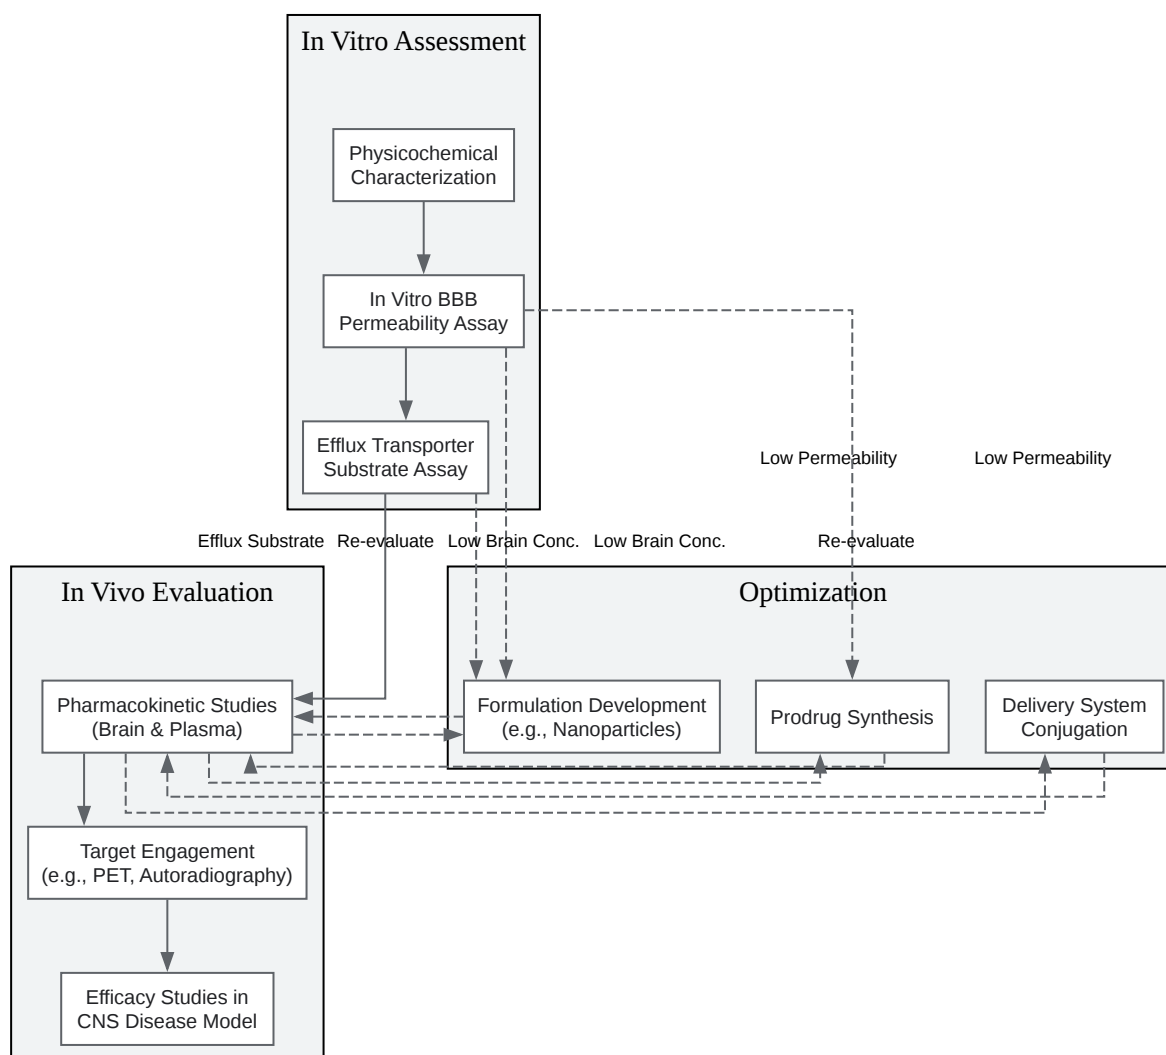 In Vitro Assessment
Physicochemical
Characterization
In Vitro BBB
Permeability Assay
Efflux Transporter
Substrate Assay
Low Permeability
Low Permeability
Efflux Substrate
Re-evaluate
Low Brain Conc.
Low Brain Conc.
Re-evaluate
In Vivo Evaluation
Optimization
Pharmacokinetic Studies
(Brain & Plasma)
Formulation Development
(e.g., Nanoparticles)
Prodrug Synthesis
Delivery System
Conjugation
Target Engagement
(e.g., PET, Autoradiography)
Efficacy Studies in
CNS Disease Model